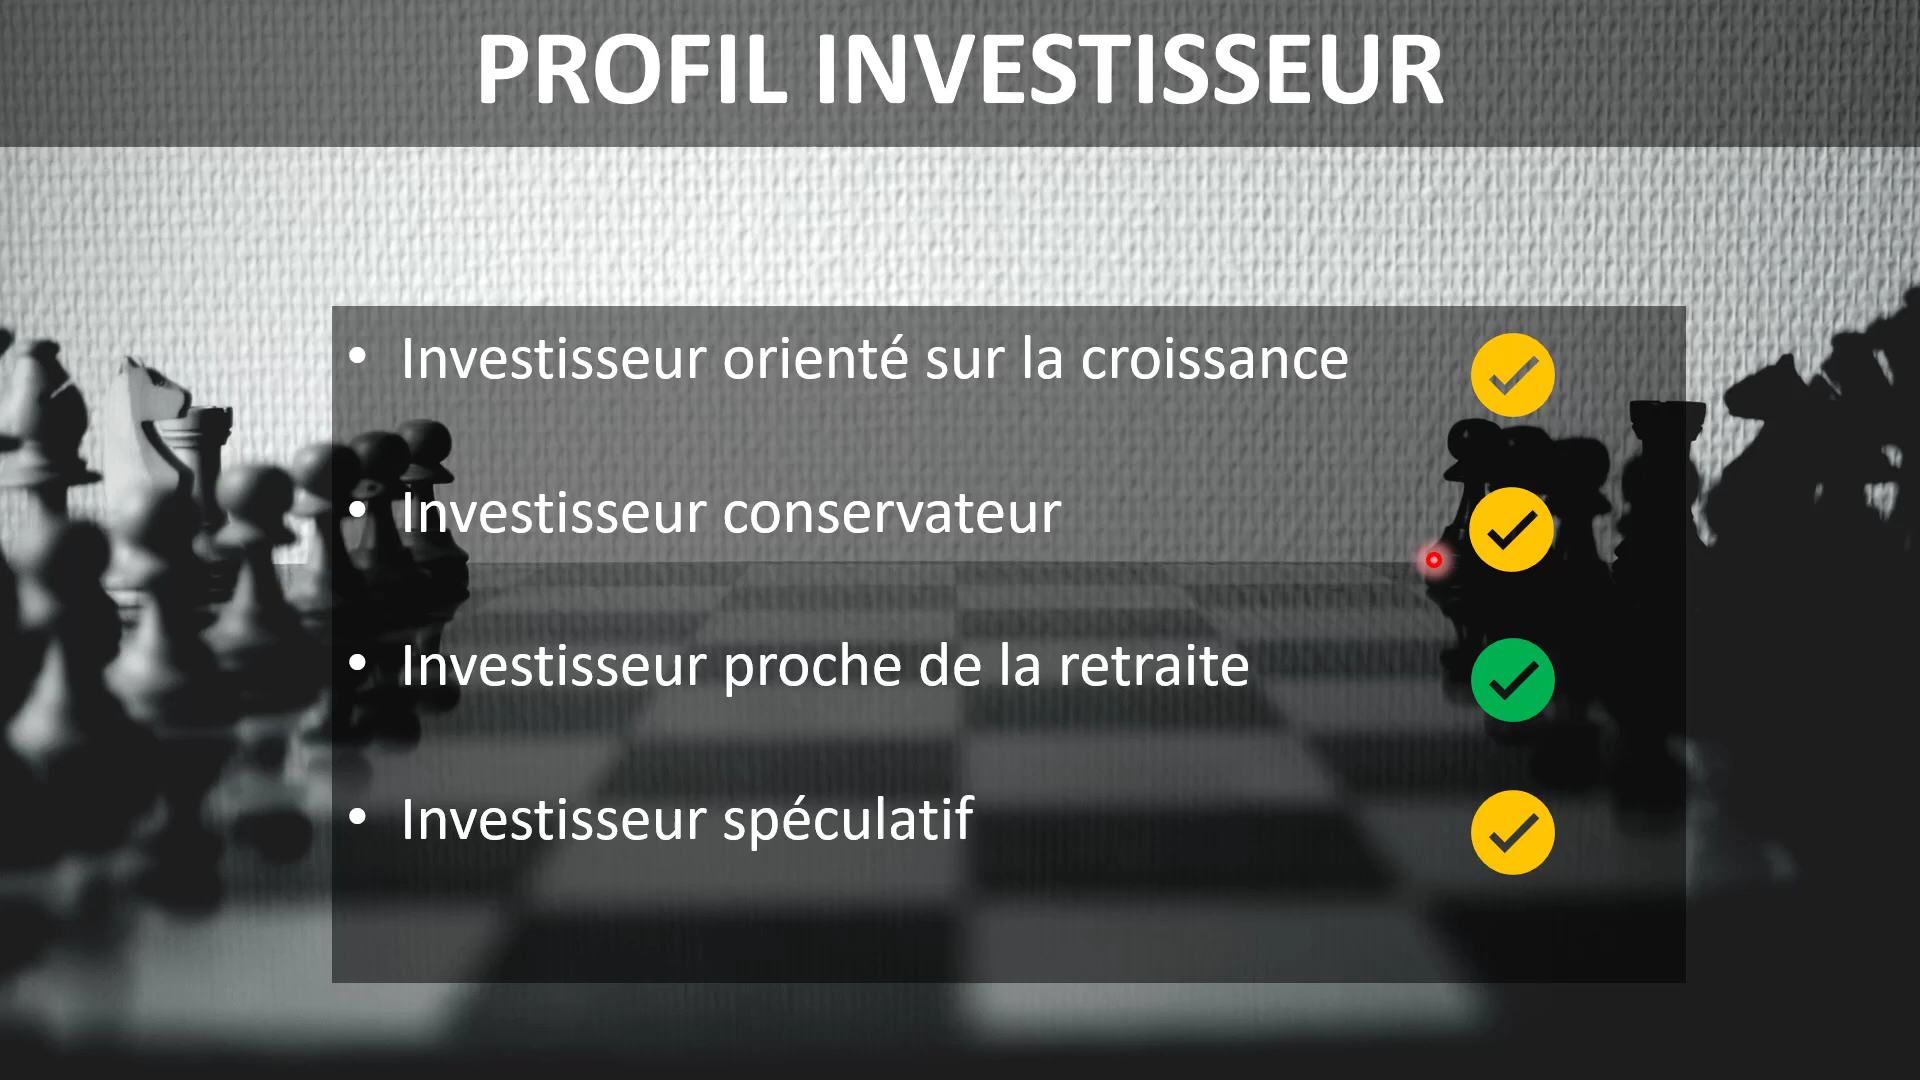 PROFIL INVESTISSEUR
• Investisseur orienté sur la croissance
• Investisseur conservateur
• Investisseur proche de la retraite
• Investisseur spéculatif